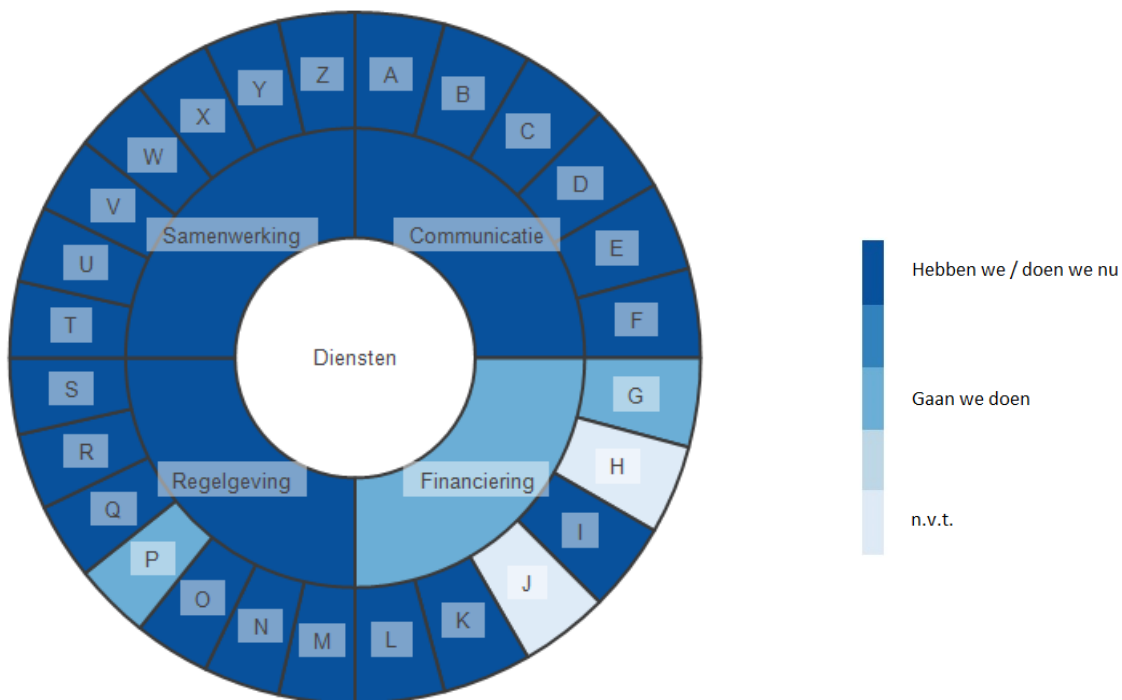 Z
A
Y
B
X
C
W
D
V
E
Samenwerking
Communicatie
U
F
T
Hebben we / doen we nu
Diensten
S
G
Gaan we doen
R
H
Regelgeving
Financiering
Q
I
n.v.t.
P
J
O
K
N
L
M